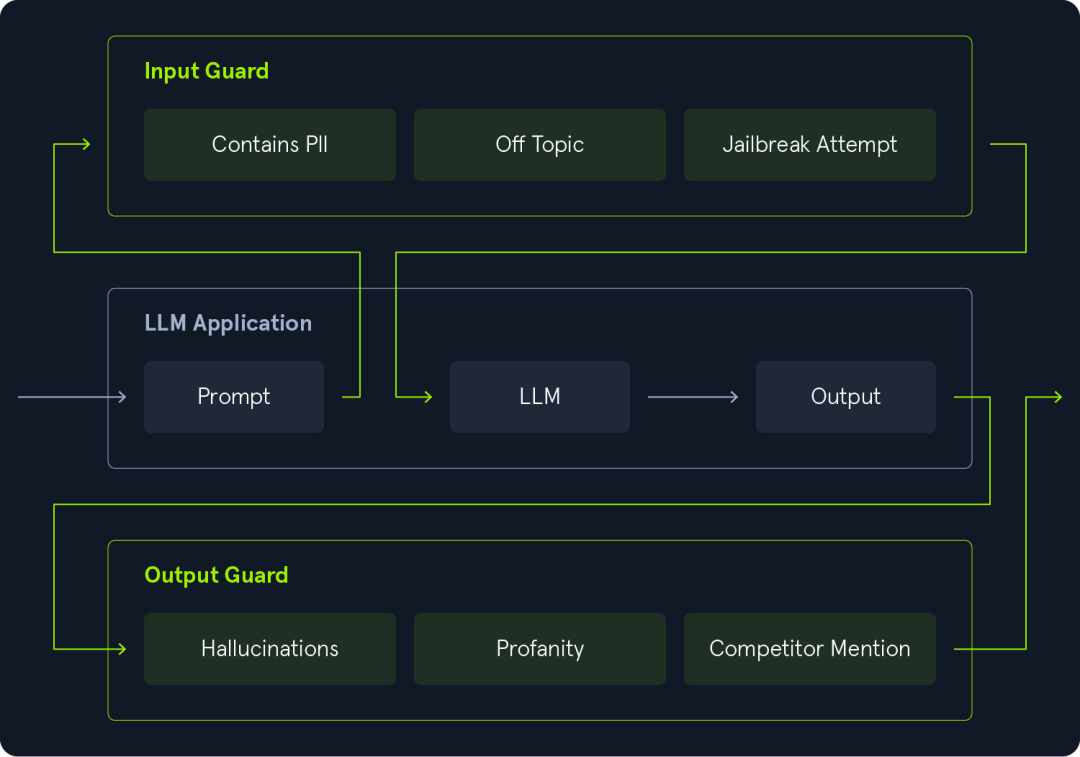 Input Guard
Contains PII
Off Topic
Jailbreak Attempt
LLM Application
Prompt
LLM
Output
Output Guard
Hallucinations
Profanity
Competitor Mention